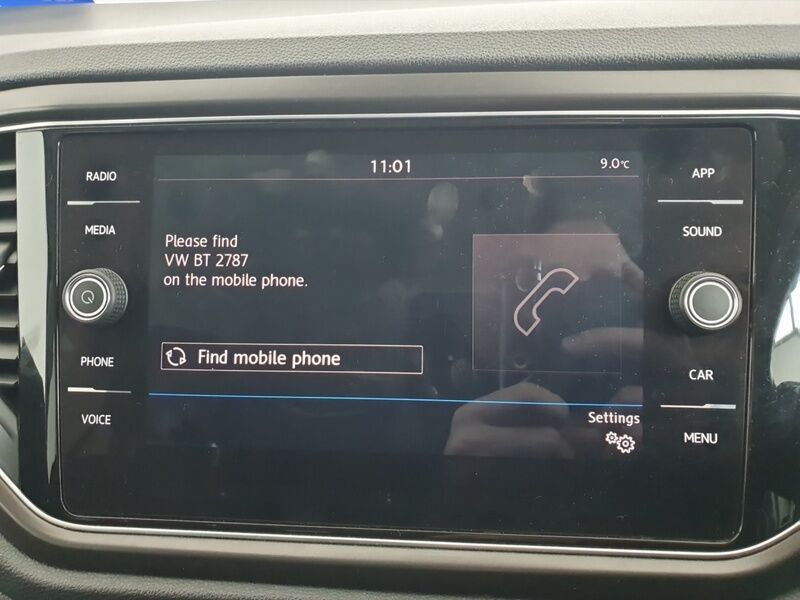 11:01
9.0°C
RADIO
MEDIA
PHONE
VOICE
Please find
VW BT 2787
on the mobile phone.
Find mobile phone
Settings
APP
SOUND
CAR
MENU